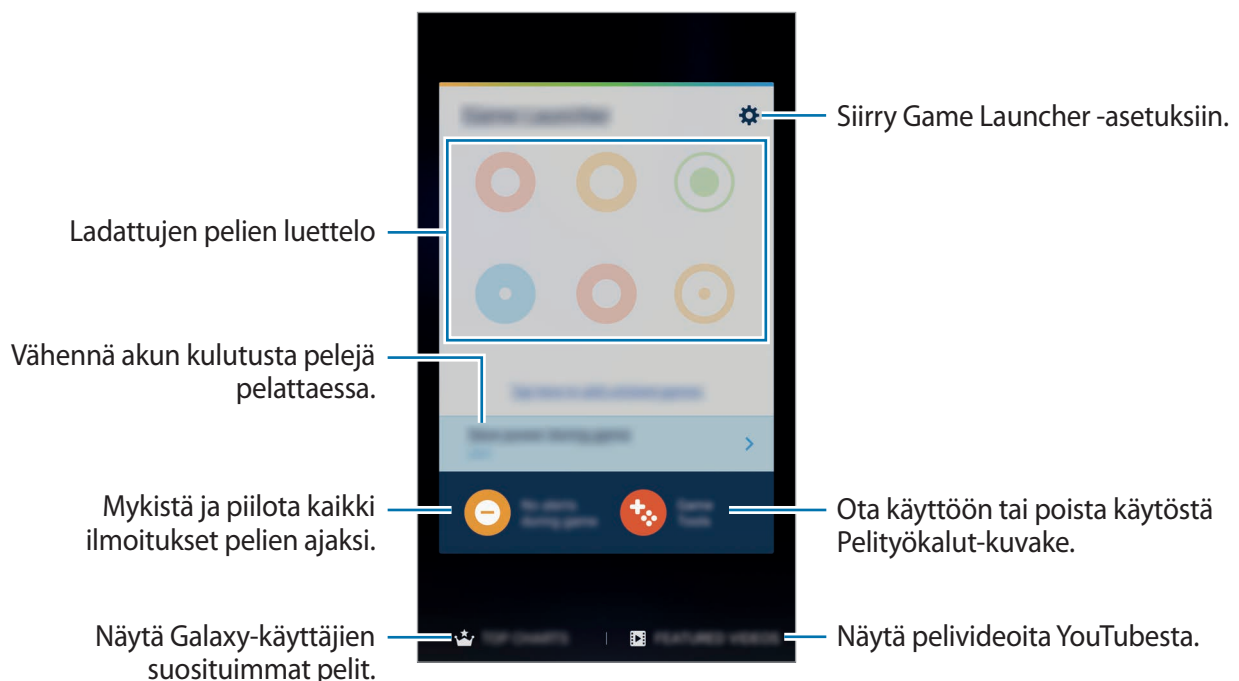 Siirry Game Launcher -asetuksiin.
Ladattujen pelien luettelo
Vähennä akun kulutusta pelejä
pelattaessa.
Mykistä ja piilota kaikki
ilmoitukset pelien ajaksi.
Ota käyttöön tai poista käytöstä
Pelityökalut-kuvake.
Näytä Galaxy-käyttäjien
suosituimmat pelit.
Näytä pelivideoita YouTubesta.